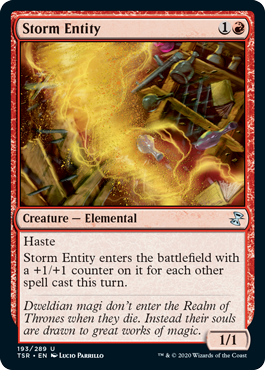 Storm Entity 1
Creature — Elemental
Haste
Storm Entity enters the battlefield with
a +1/+1 counter on it for each other
spell cast this turn.
Dweldian magi don't enter the Realm of
Thrones when they die. Instead their souls
are drawn to great works of magic.
1/1
193/289 U
TSR • EN Lucio Parrillo ™ & © 2020 Wizards of the Coast